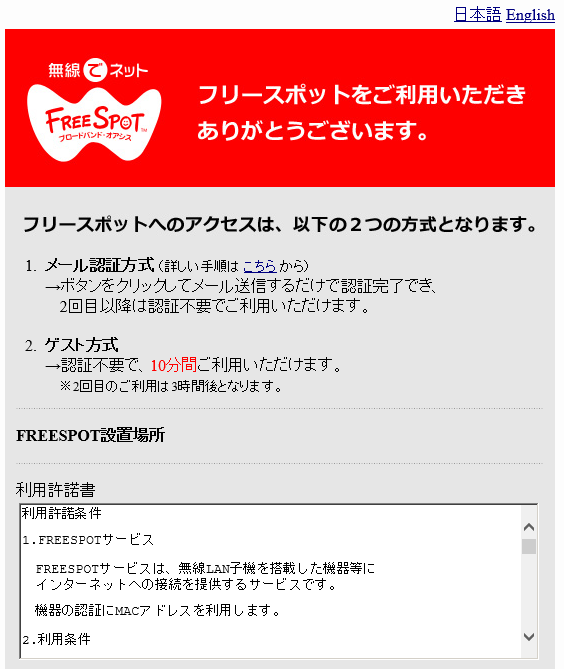 日本語 English
無線でネット
FREESPOT™
ブロードバンド・オアシス
フリースポットをご利用いただき
ありがとうございます。
フリースポットへのアクセスは、以下の２つの方式となります。
1. メール認証方式 (詳しい手順は こちら から)
→ボタンをクリックしてメール送信するだけで認証完了でき、
2回目以降は認証不要でご利用いただけます。
2. ゲスト方式
→認証不要で、10分間ご利用いただけます。
※2回目のご利用は3時間後となります。
FREESPOT設置場所
利用許諾書
利用許諾条件
1.FREESPOTサービス
FREESPOTサービスは、無線LAN子機を搭載した機器等に
インターネットへの接続を提供するサービスです。
機器の認証にMACアドレスを利用します。
2.利用条件